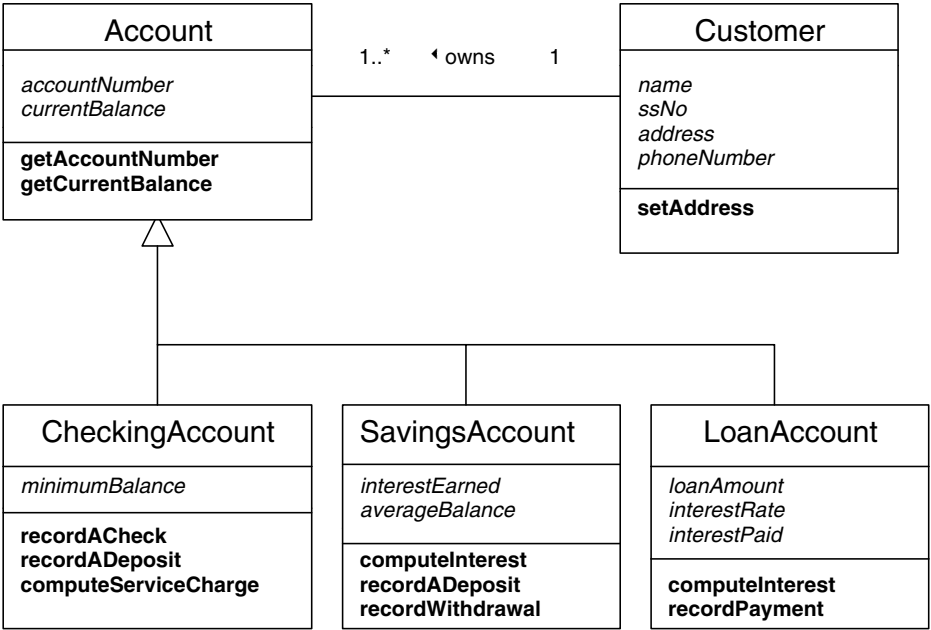 Account
accountNumber
currentBalance
getAccountNumber
getCurrentBalance
1..* owns 1
Customer
name
ssNo
address
phoneNumber
setAddress
CheckingAccount
minimumBalance
recordACheck
recordADeposit
computeServiceCharge
SavingsAccount
interestEarned
averageBalance
computeInterest
recordADeposit
recordWithdrawal
LoanAccount
loanAmount
interestRate
interestPaid
computeInterest
recordPayment